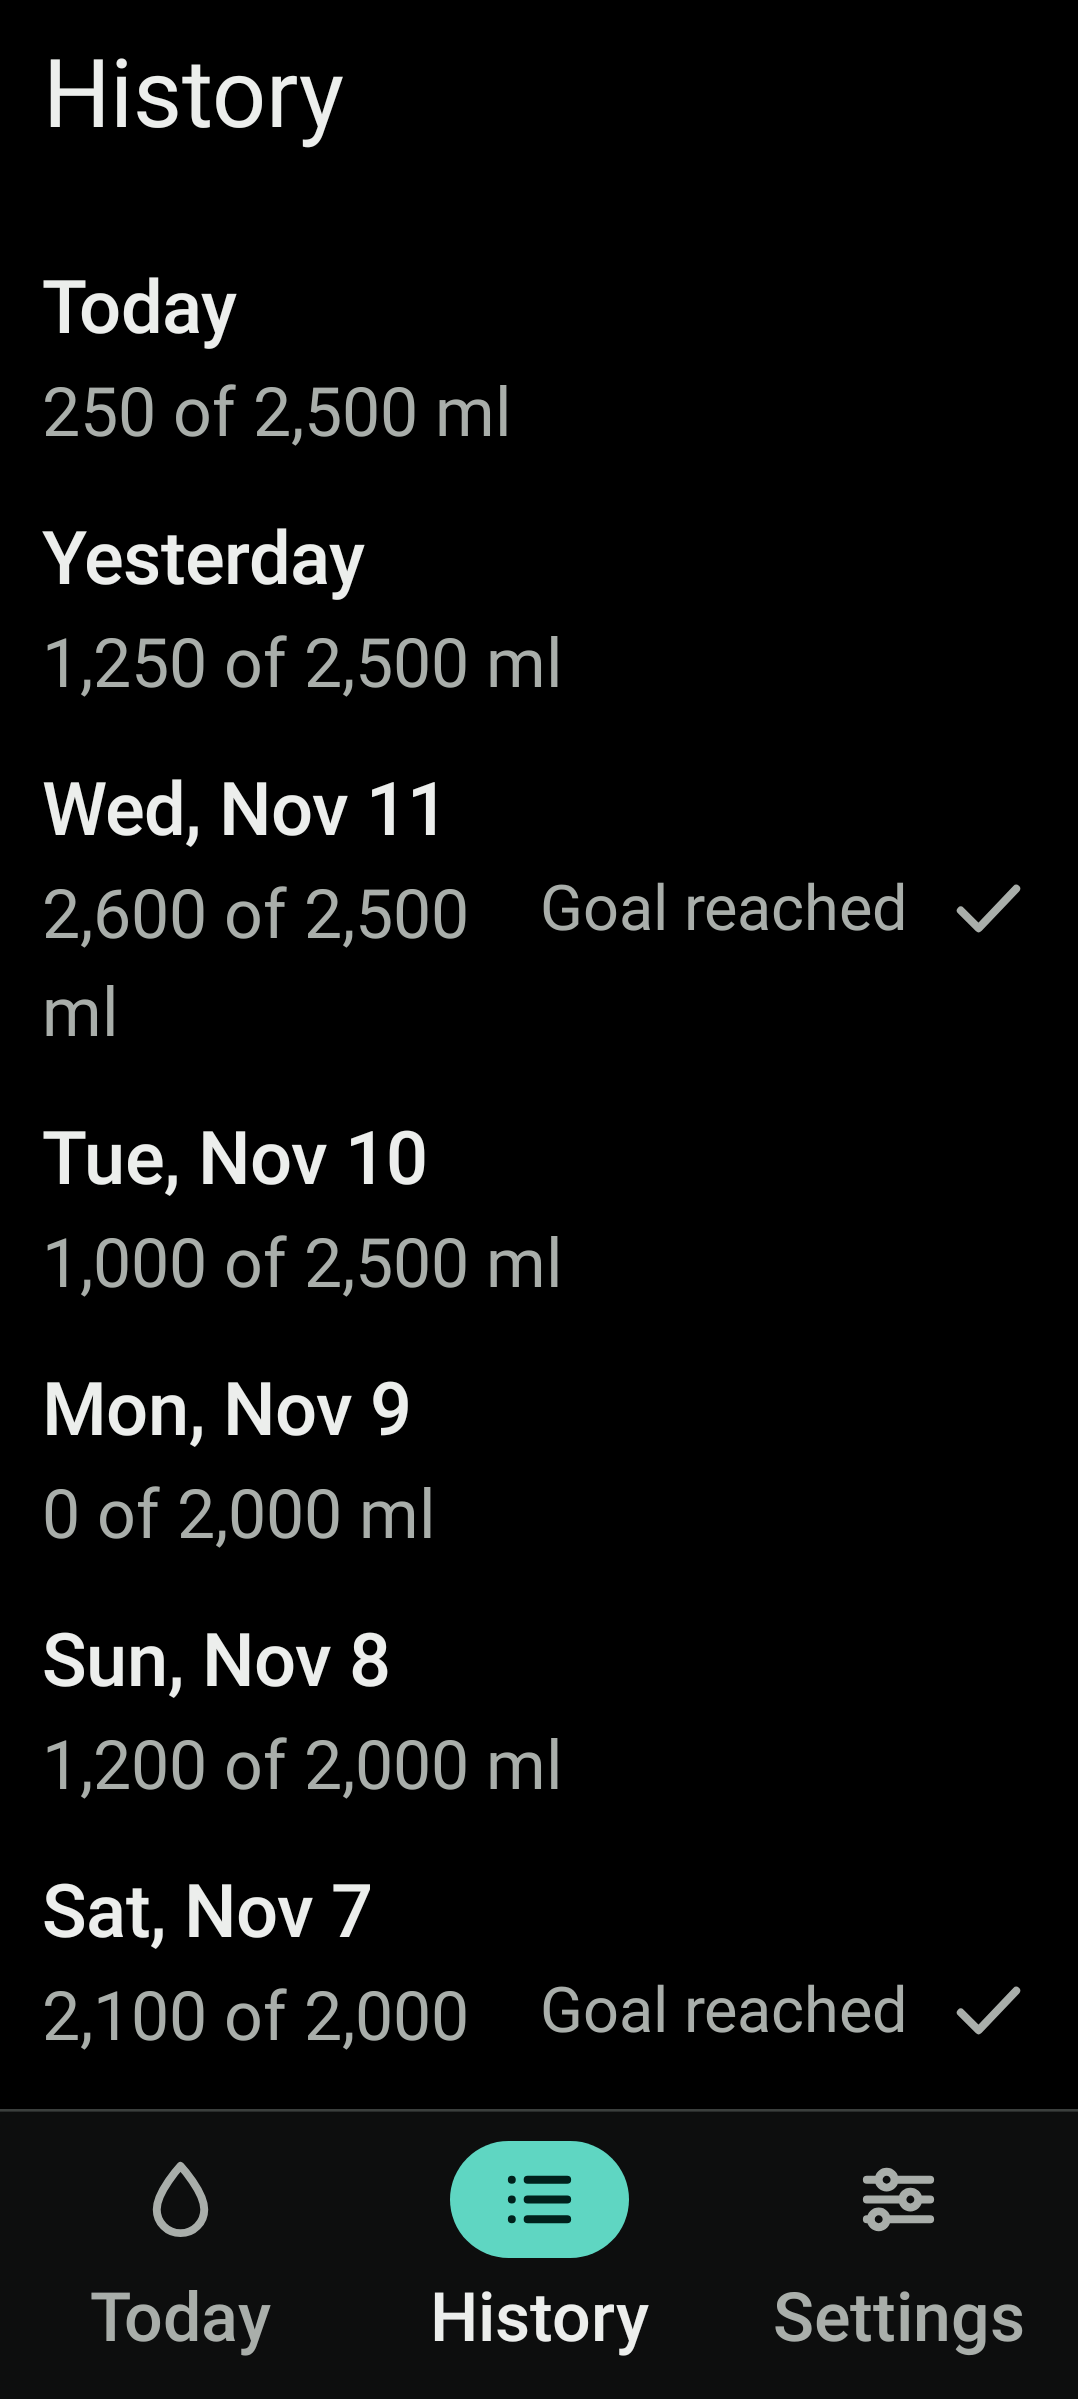 History
Today
250 of 2,500 ml
Yesterday
1,250 of 2,500 ml
Wed, Nov 11
2,600 of 2,500
ml
Goal reached
Tue, Nov 10
1,000 of 2,500 ml
Mon, Nov 9
0 of 2,000 ml
Sun, Nov 8
1,200 of 2,000 ml
Sat, Nov 7
2,100 of 2,000
Goal reached
Today
History
Settings